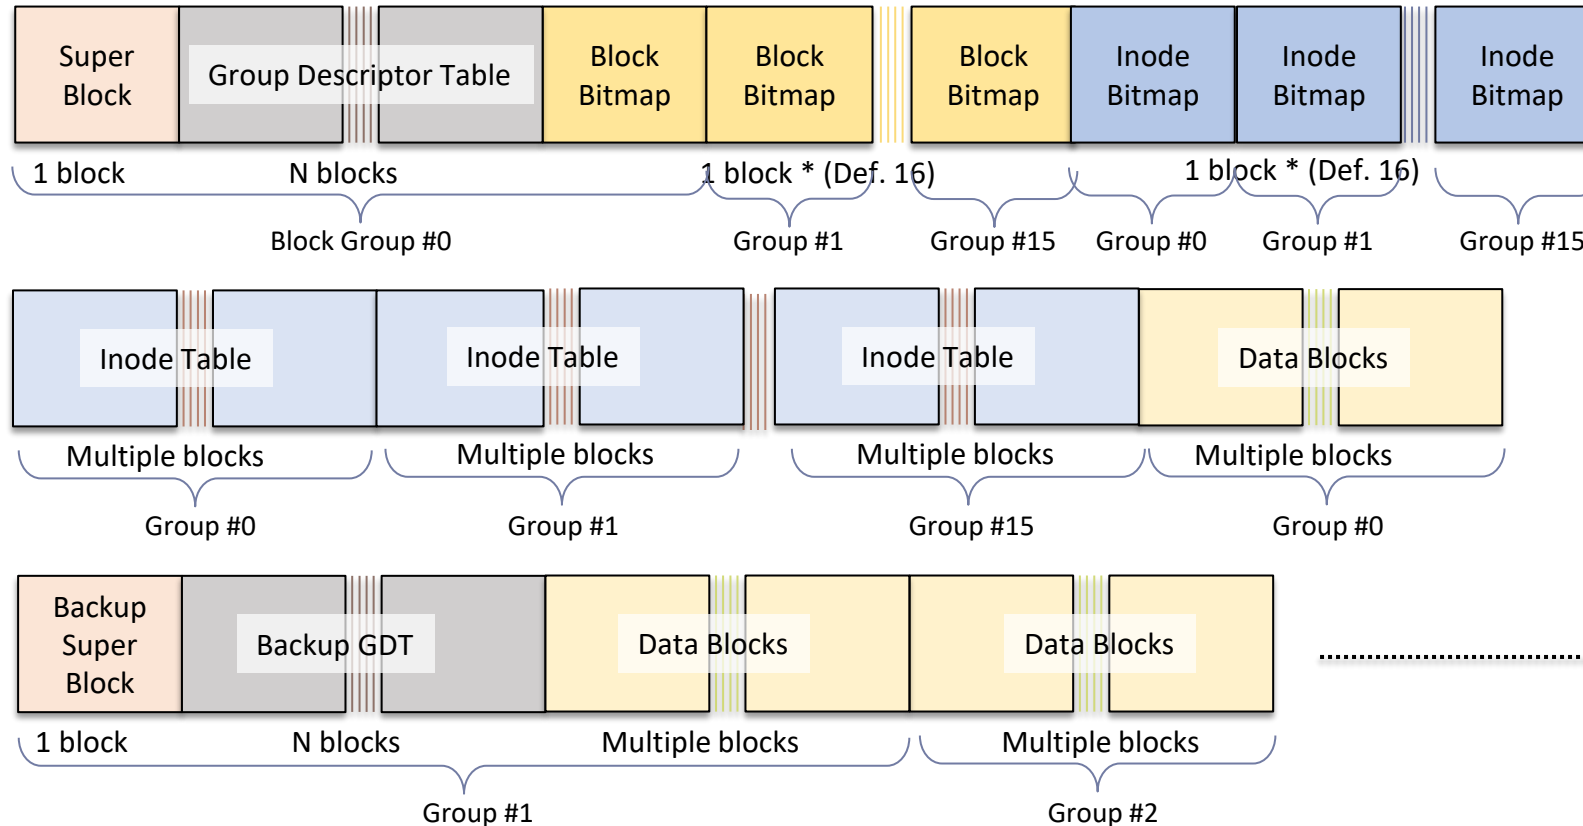 Super
Block
Group Descriptor Table
Block
Bitmap
Block
Bitmap
Block
Bitmap
Inode
Bitmap
Inode
Bitmap
Inode
Bitmap
1 block
N blocks
1 block * (Def. 16)
1 block * (Def. 16)
Block Group #0
Group #1
Group #15
Group #0
Group #1
Group #15
Inode Table
Inode Table
Inode Table
Data Blocks
Multiple blocks
Multiple blocks
Multiple blocks
Multiple blocks
Group #0
Group #1
Group #15
Group #0
Backup
Super
Block
Backup GDT
Data Blocks
Data Blocks
1 block
N blocks
Multiple blocks
Multiple blocks
Group #1
Group #2